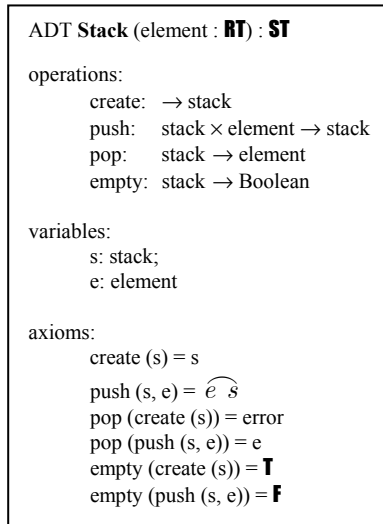 ADT Stack (element : RT) : ST
operations:
create: → stack
push: stack × element → stack
pop: stack → element
empty: stack → Boolean
variables:
s: stack;
e: element
axioms:
create (s) = s
push (s, e) = e⁀s
pop (create (s)) = error
pop (push (s, e)) = e
empty (create (s)) = T
empty (push (s, e)) = F